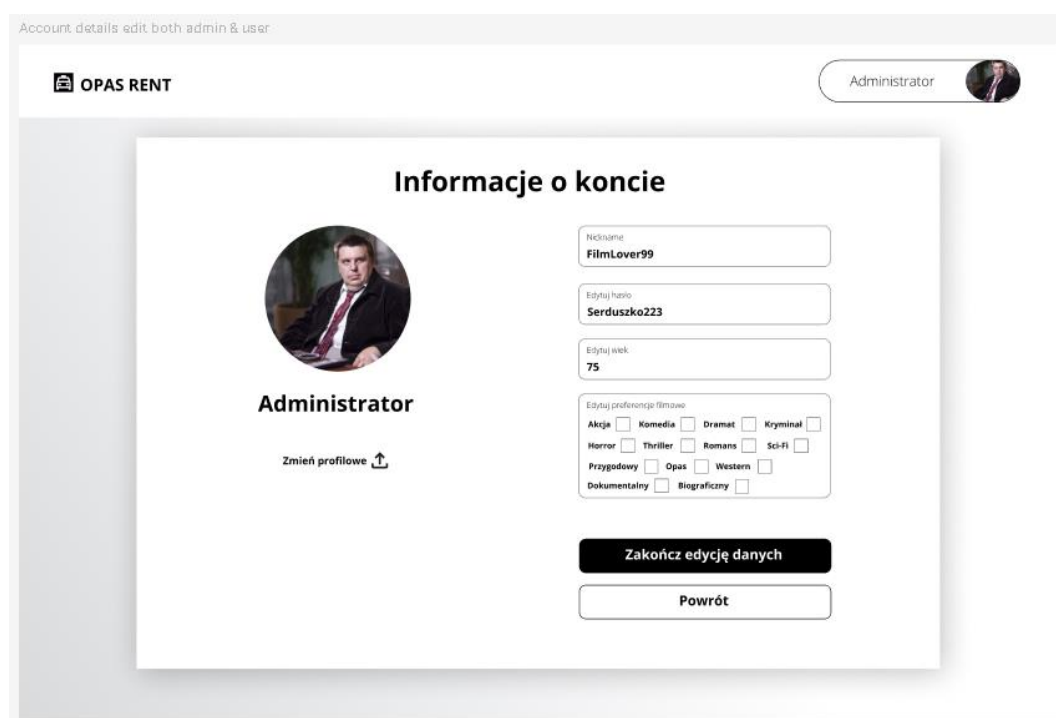 Account details edit both admin & user
OPAS RENT
Administrator
Informacje o koncie
Administrator
Zmień profilowe
Nickname
FilmLover99
Edytuj hasło
Serduszko223
Edytuj wiek
75
Edytuj preferencje filmowe
Akcja Komedia Dramat Kryminał
Horror Thriller Romans Sci-Fi
Przygodowy Opas Western
Dokumentalny Biograficzny
Zakończ edycję danych
Powrót